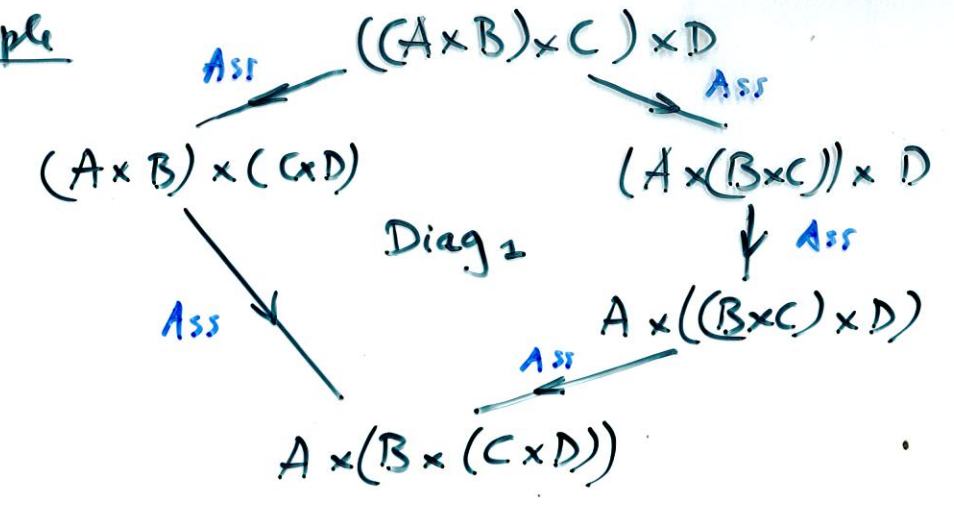 ((A×B)×C)×D
Ass
Ass
(A×B)×(C×D)
(A×(B×C))×D
Diag 1
Ass
Ass
A×((B×C)×D)
Ass
A×(B×(C×D))